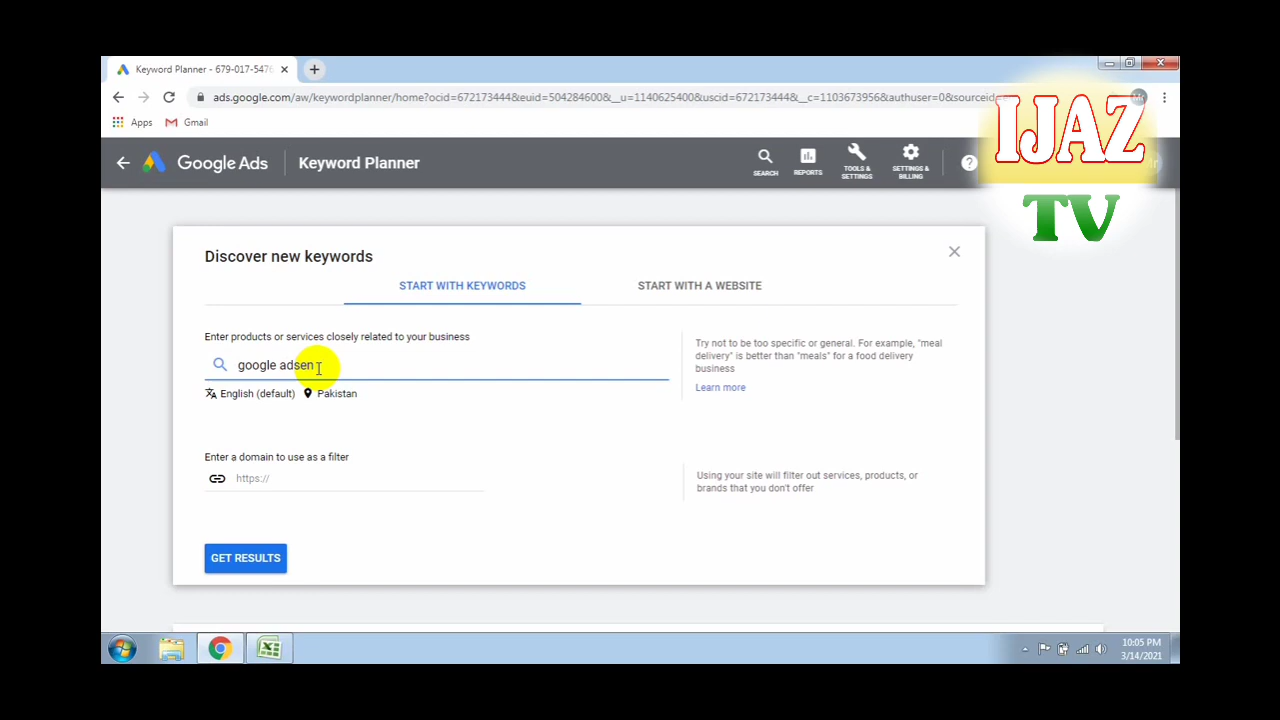 Keyword Planner - 679-017-5476
ads.google.com/aw/keywordplanner/home?ocid=672173444&euid=504284600&__u=1140625400&uscid=672173444&__c=1103673956&authuser=0&sourceid=
Apps
Gmail
IJAZ
TV
Google Ads
Keyword Planner
SEARCH
REPORTS
TOOLS & SETTINGS
SETTINGS & BILLING
Discover new keywords
START WITH KEYWORDS
START WITH A WEBSITE
Enter products or services closely related to your business
google adsen
English (default)
Pakistan
Try not to be too specific or general. For example, "meal
delivery" is better than "meals" for a food delivery
business
Learn more
Enter a domain to use as a filter
https://
Using your site will filter out services, products, or
brands that you don't offer
GET RESULTS
10:05 PM
3/14/2021